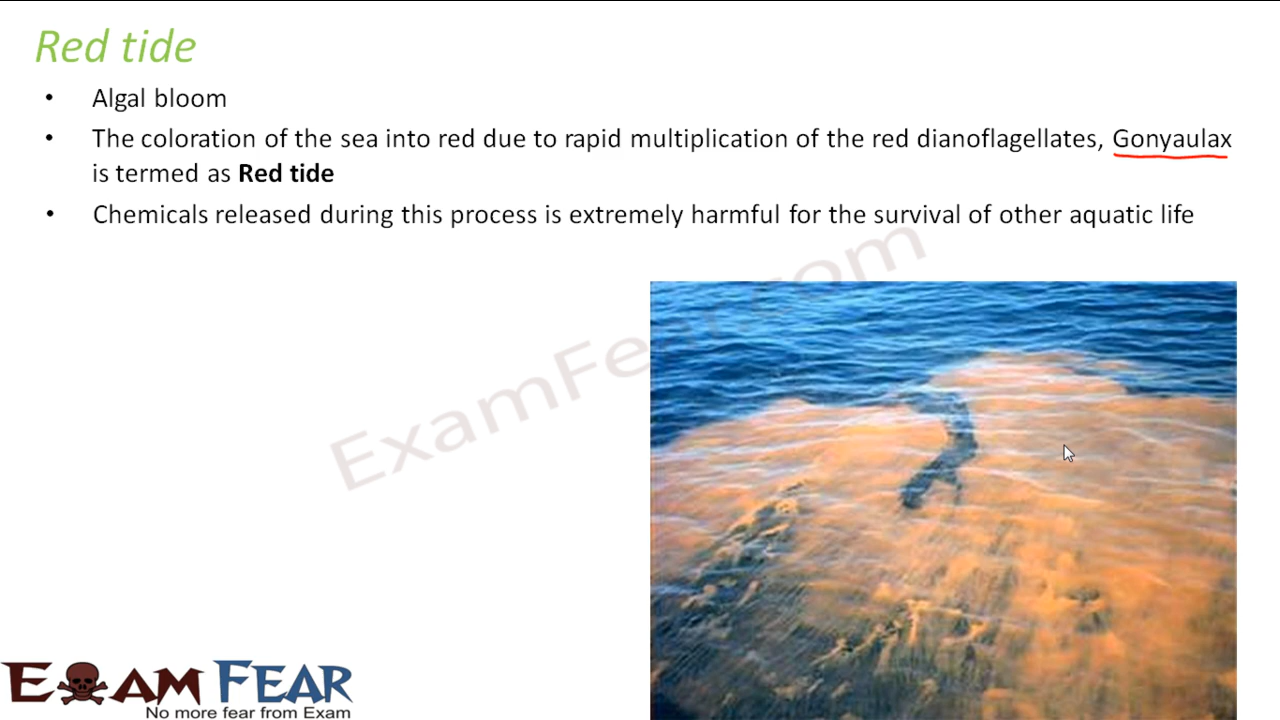 Red tide
• Algal bloom
• The coloration of the sea into red due to rapid multiplication of the red dianoflagellates, Gonyaulax
is termed as Red tide
• Chemicals released during this process is extremely harmful for the survival of other aquatic life
ExamFear.com
EXAM FEAR
No more fear from Exam